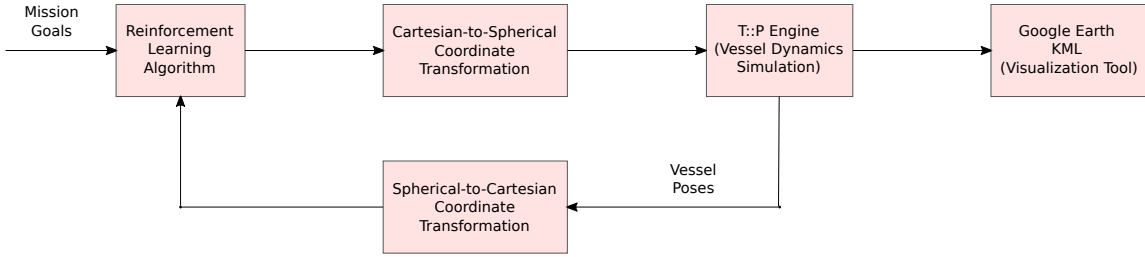 Mission
Goals
Reinforcement
Learning
Algorithm
Cartesian-to-Spherical
Coordinate
Transformation
T::P Engine
(Vessel Dynamics
Simulation)
Google Earth
KML
(Visualization Tool)
Vessel
Poses
Spherical-to-Cartesian
Coordinate
Transformation